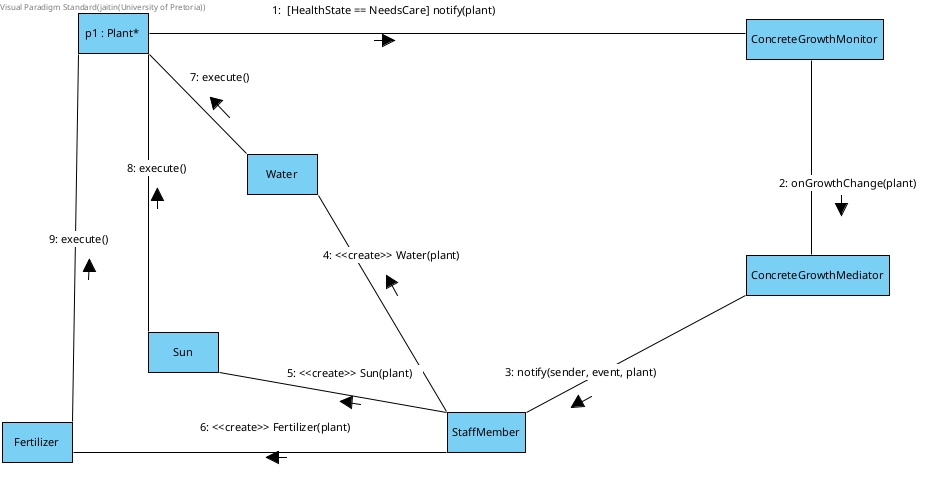 Visual Paradigm Standard(jaitin(University of Pretoria))
1:  [HealthState == NeedsCare] notify(plant)
p1 : Plant*
ConcreteGrowthMonitor
7: execute()
8: execute()
Water
2: onGrowthChange(plant)
9: execute()
4: <<create>> Water(plant)
ConcreteGrowthMediator
Sun
5: <<create>> Sun(plant)
3: notify(sender, event, plant)
6: <<create>> Fertilizer(plant)
StaffMember
Fertilizer